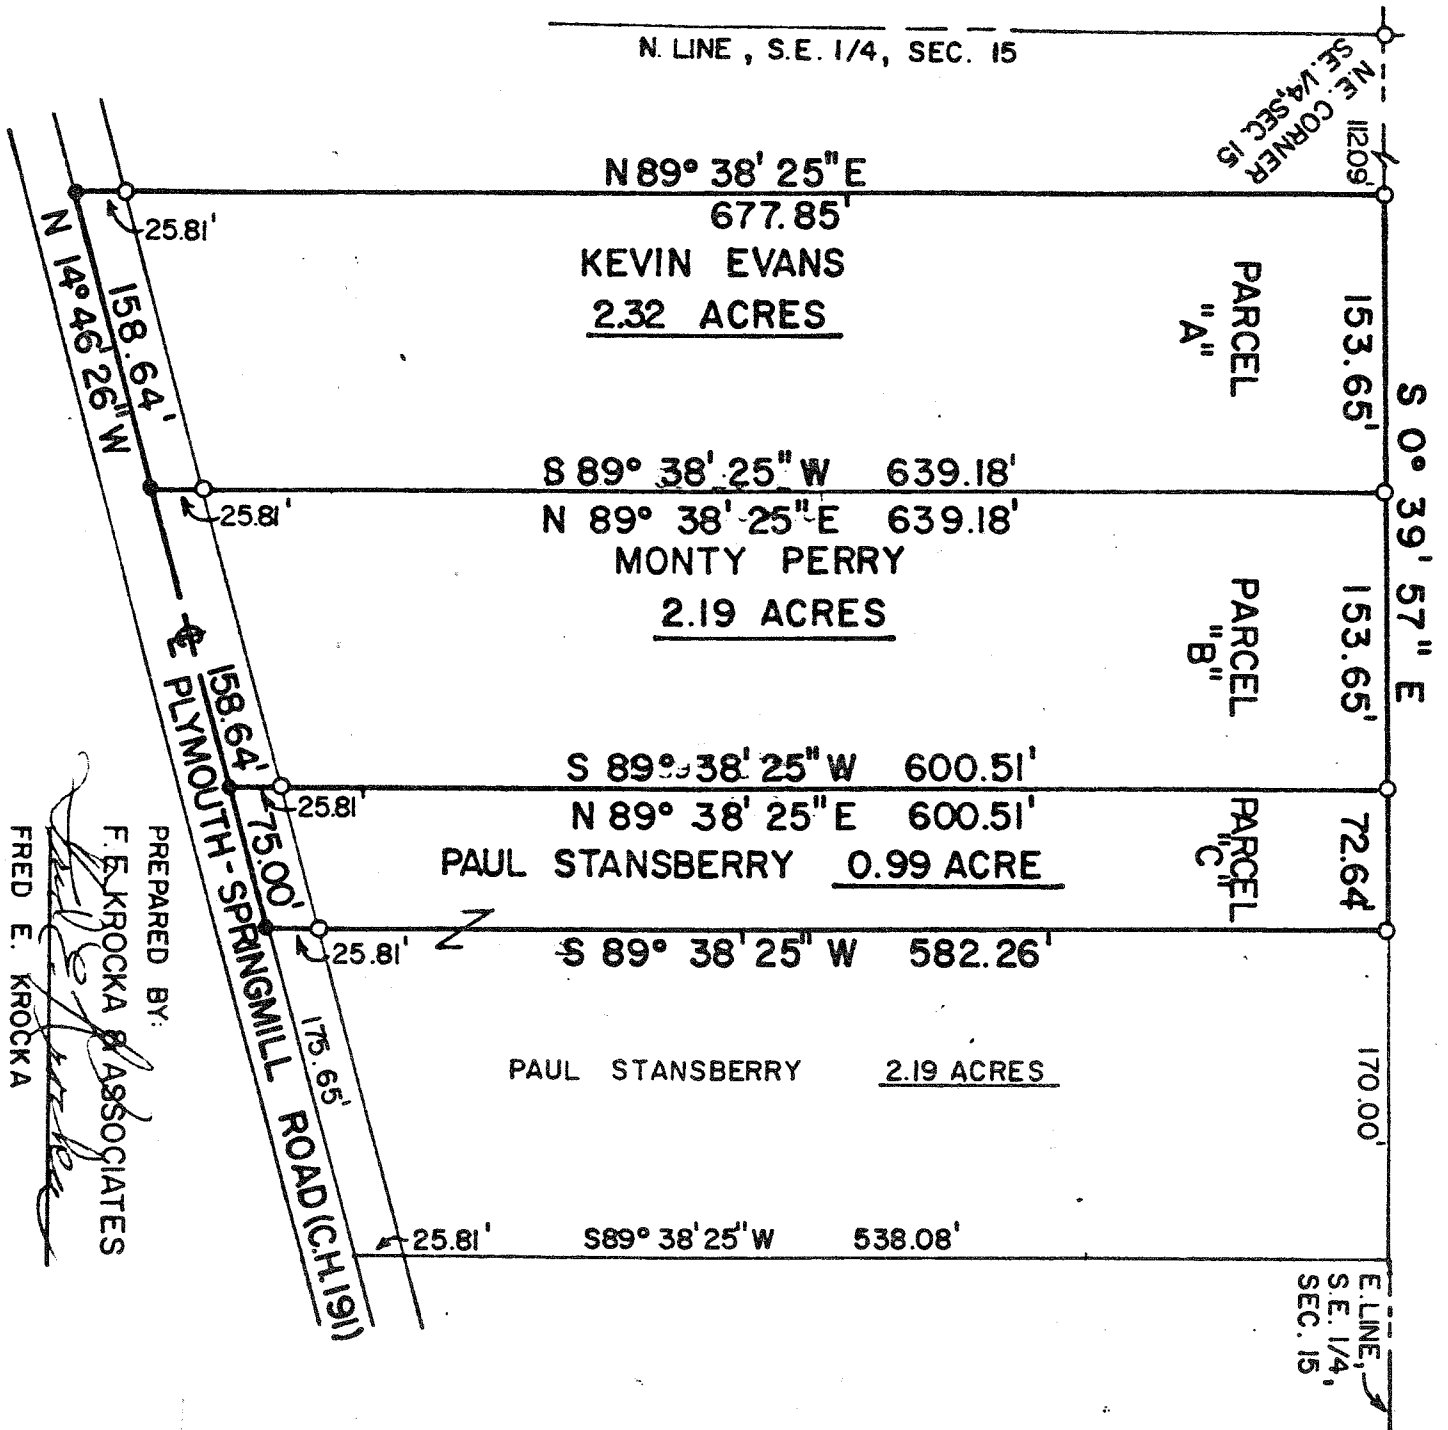 N. LINE , S.E. 1/4, SEC. 15
N.E. CORNER
S.E. 1/4, SEC. 15
112.09'
N 89° 38' 25" E
677.85'
25.81'
KEVIN EVANS
2.32 ACRES
PARCEL
"A"
153.65'
S 0° 39' 57" E
158.64'
N 14° 46' 26" W
S 89° 38' 25" W 639.18'
25.81'
N 89° 38' 25" E 639.18'
MONTY PERRY
2.19 ACRES
PARCEL
"B"
153.65'
158.64'
S 89° 38' 25" W 600.51'
25.81'
N 89° 38' 25" E 600.51'
PAUL STANSBERRY 0.99 ACRE
PARCEL
"C"
72.64'
75.00'
S 89° 38' 25" W 582.26'
25.81'
℄ PLYMOUTH-SPRINGMILL ROAD (C.H. 191)
175.65'
PAUL STANSBERRY 2.19 ACRES
170.00'
25.81' S 89° 38' 25" W 538.08'
E. LINE,
S.E. 1/4,
SEC. 15
PREPARED BY:
F. E. KROCKA & ASSOCIATES
Fred E. Krocka
FRED E. KROCKA